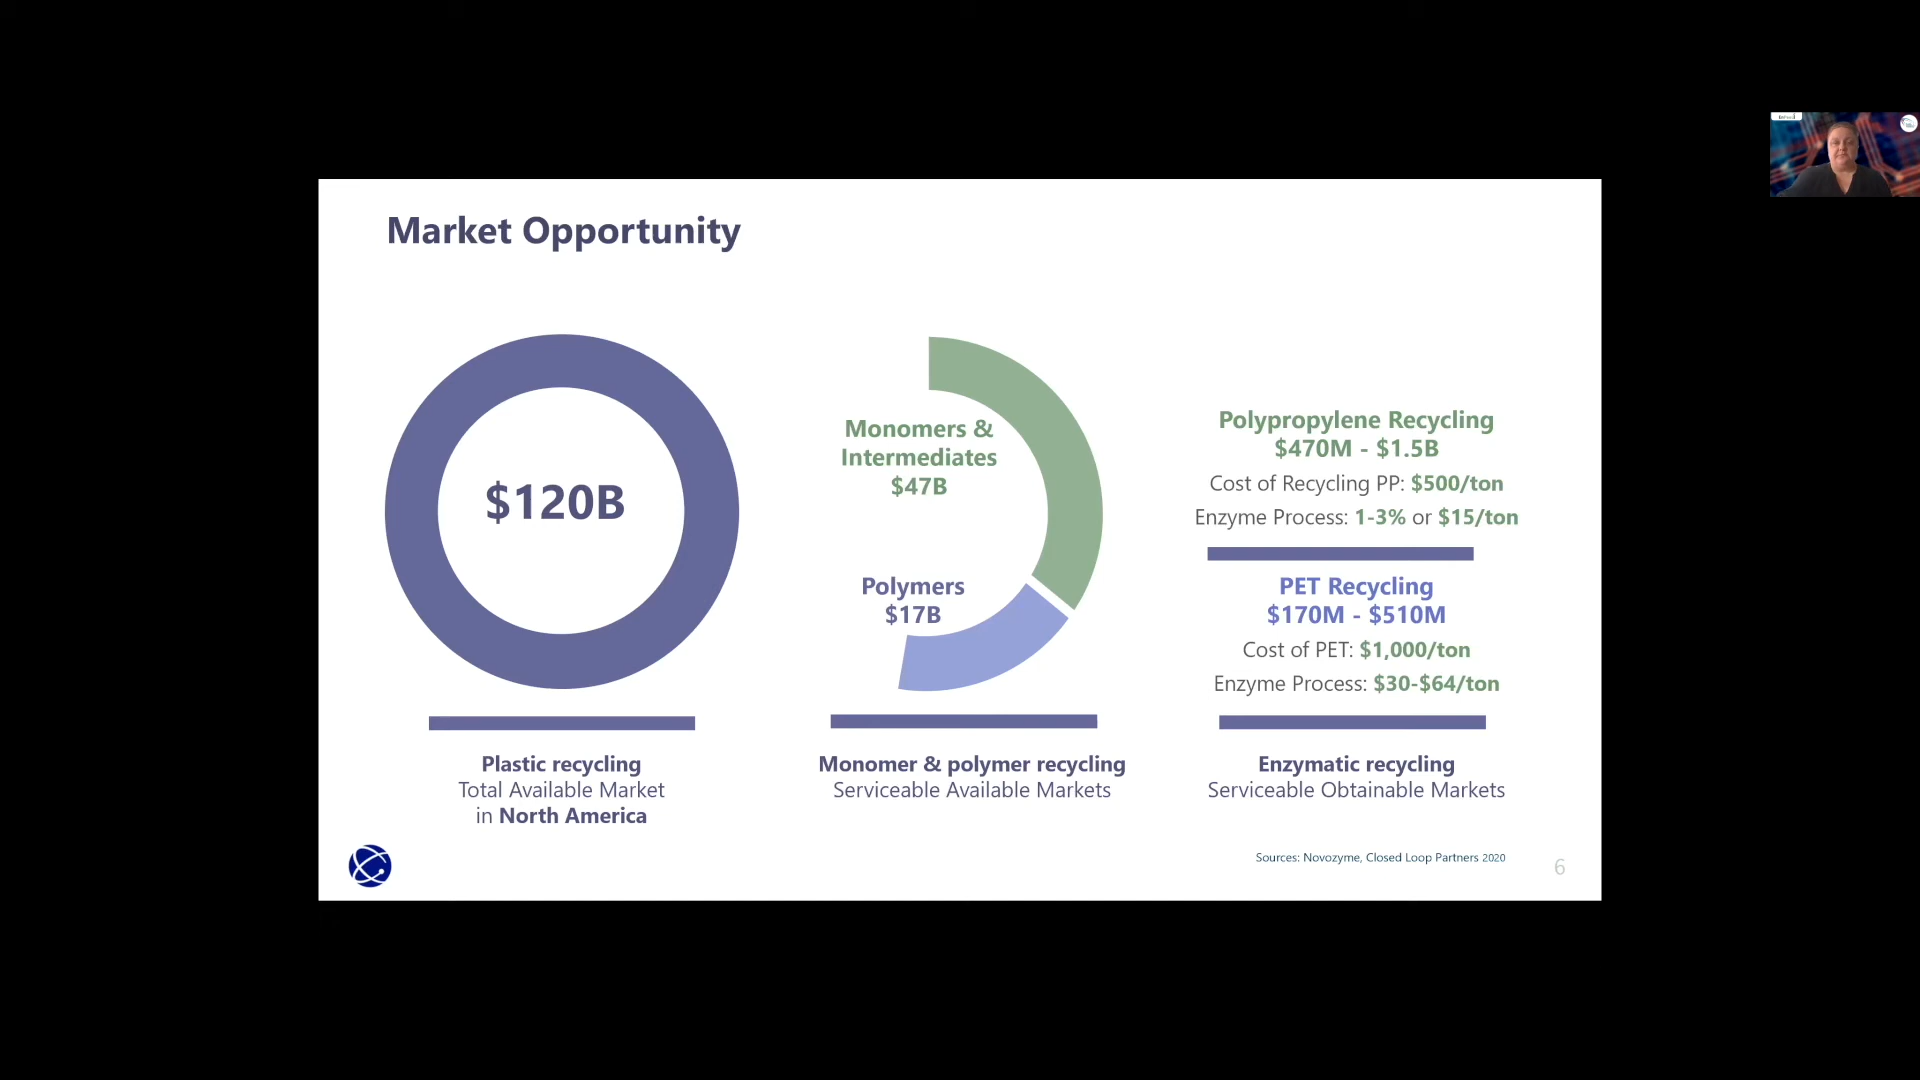 Market Opportunity
$120B
Plastic recycling
Total Available Market
in North America
Monomers &
Intermediates
$47B
Polymers
$17B
Monomer & polymer recycling
Serviceable Available Markets
Polypropylene Recycling
$470M - $1.5B
Cost of Recycling PP: $500/ton
Enzyme Process: 1-3% or $15/ton
PET Recycling
$170M - $510M
Cost of PET: $1,000/ton
Enzyme Process: $30-$64/ton
Enzymatic recycling
Serviceable Obtainable Markets
Sources: Novozyme, Closed Loop Partners 2020
6